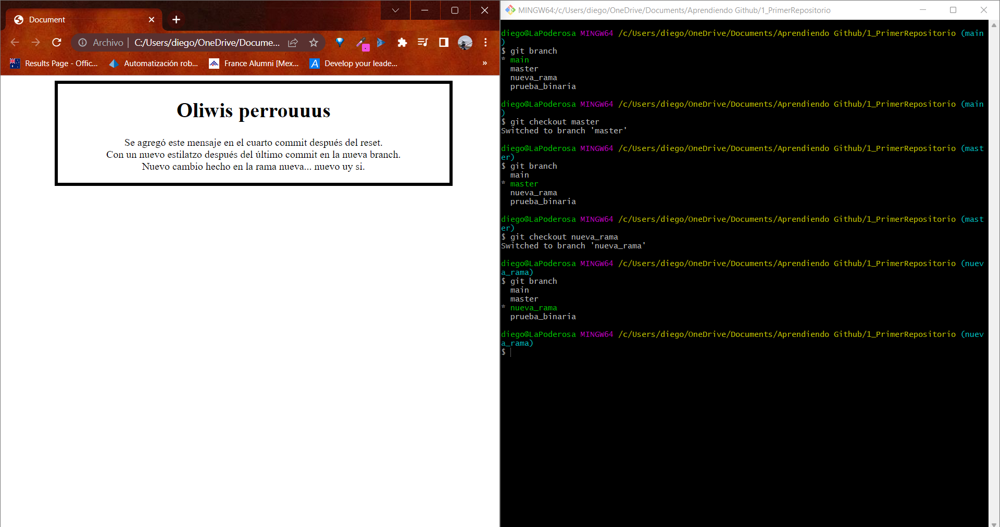 Document
Archivo | C:/Users/diego/OneDrive/Docume...
Results Page - Offic...
Automatización rob...
France Alumni [Mex...
Develop your leade...
»
Oliwis perrouuus
Se agregó este mensaje en el cuarto commit después del reset.
Con un nuevo estilatzo después del último commit en la nueva branch.
Nuevo cambio hecho en la rama nueva... nuevo uy si.
MINGW64:/c/Users/diego/OneDrive/Documents/Aprendiendo Github/1_PrimerRepositorio
diego@LaPoderosa MINGW64 /c/Users/diego/OneDrive/Documents/Aprendiendo Github/1_PrimerRepositorio (main
)
$ git branch
* main
  master
  nueva_rama
  prueba_binaria
diego@LaPoderosa MINGW64 /c/Users/diego/OneDrive/Documents/Aprendiendo Github/1_PrimerRepositorio (main
)
$ git checkout master
Switched to branch 'master'
diego@LaPoderosa MINGW64 /c/Users/diego/OneDrive/Documents/Aprendiendo Github/1_PrimerRepositorio (mast
er)
$ git branch
  main
* master
  nueva_rama
  prueba_binaria
diego@LaPoderosa MINGW64 /c/Users/diego/OneDrive/Documents/Aprendiendo Github/1_PrimerRepositorio (mast
er)
$ git checkout nueva_rama
Switched to branch 'nueva_rama'
diego@LaPoderosa MINGW64 /c/Users/diego/OneDrive/Documents/Aprendiendo Github/1_PrimerRepositorio (nuev
a_rama)
$ git branch
  main
  master
* nueva_rama
  prueba_binaria
diego@LaPoderosa MINGW64 /c/Users/diego/OneDrive/Documents/Aprendiendo Github/1_PrimerRepositorio (nuev
a_rama)
$